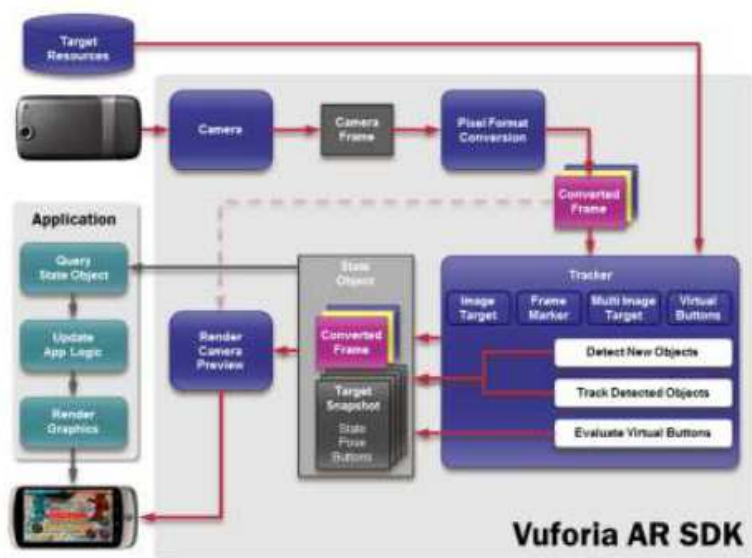 Target
Resources
Camera
Camera
Frame
Pixel Format
Conversion
Converted
Frame
Application
Query
State Object
Update
App Logic
Render
Graphics
Render
Camera
Preview
State
Object
Converted
Frame
Target
Snapshot
State
Pose
Buttons
Tracker
Image
Target
Frame
Marker
Multi Image
Target
Virtual
Buttons
Detect New Objects
Track Detected Objects
Evaluate Virtual Buttons
Vuforia AR SDK